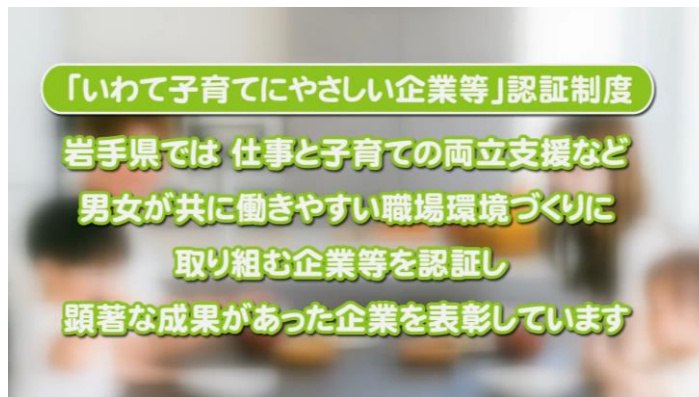 「いわて子育てにやさしい企業等」認証制度
岩手県では 仕事と子育ての両立支援など
男女が共に働きやすい職場環境づくりに
取り組む企業等を認証し
顕著な成果があった企業を表彰しています